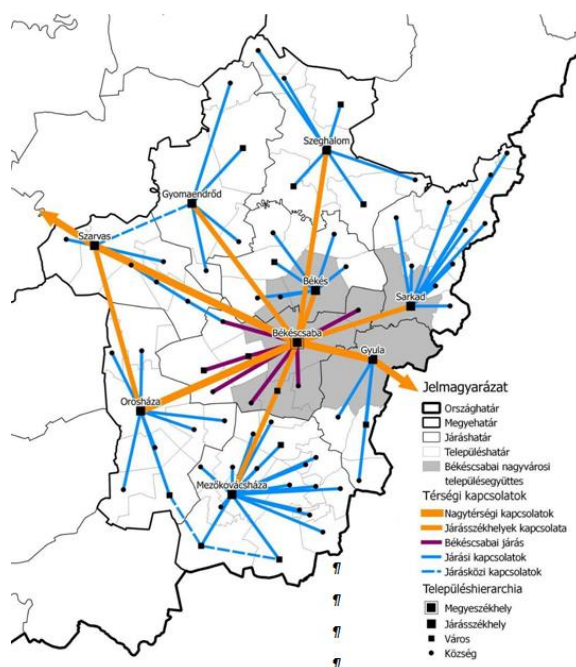 Szeghalom
Gyomaendrőd
Szarvas
Békés
Sarkad
Békéscsaba
Gyula
Orosháza
Mezőkovácsháza
Jelmagyarázat
Országhatár
Megyehatár
Járáshatár
Településhatár
Békéscsabai nagyvárosi
településegyüttes
Térségi kapcsolatok
Nagytérségi kapcsolatok
Járásszékhelyek kapcsolata
Békéscsabai járás
Járási kapcsolatok
Járásközi kapcsolatok
Településhierarchia
Megyeszékhely
Járásszékhely
Város
Község
¶
¶
¶
¶